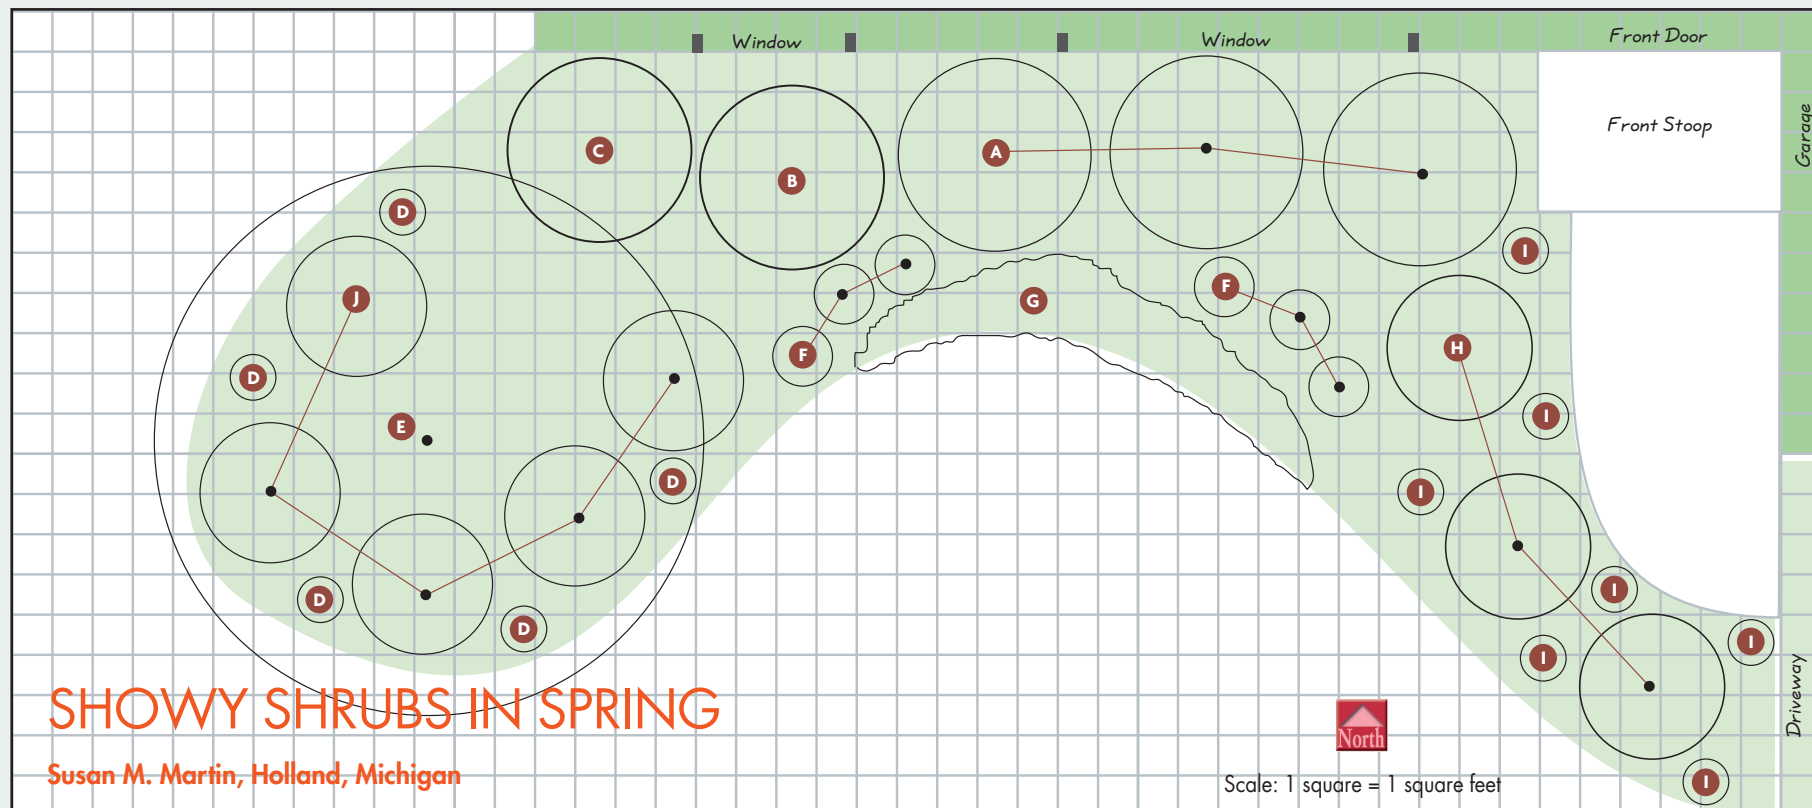 Window
Window
Front Door
Front Stoop
Garage
C
B
A
D
I
J
F
G
H
F
D
E
I
D
I
D
I
D
I
I
I
Driveway
SHOWY SHRUBS IN SPRING
North
Susan M. Martin, Holland, Michigan
Scale: 1 square = 1 square feet